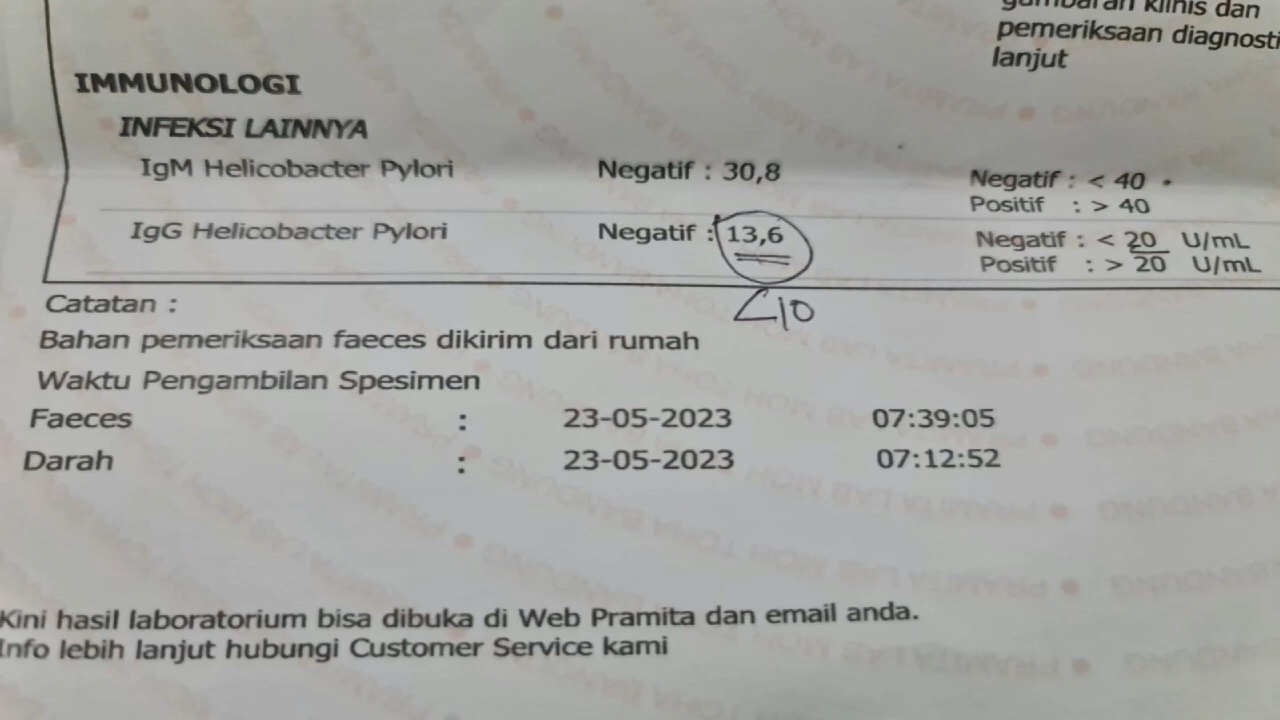 gambaran klinis dan
pemeriksaan diagnosti
lanjut
IMMUNOLOGI
INFEKSI LAINNYA
IgM Helicobacter Pylori Negatif : 30,8 Negatif : < 40
Positif : > 40
IgG Helicobacter Pylori Negatif : 13,6 Negatif : < 20 U/mL
Positif : > 20 U/mL
<10
Catatan :
Bahan pemeriksaan faeces dikirim dari rumah
Waktu Pengambilan Spesimen
Faeces : 23-05-2023 07:39:05
Darah : 23-05-2023 07:12:52
Kini hasil laboratorium bisa dibuka di Web Pramita dan email anda.
Info lebih lanjut hubungi Customer Service kami